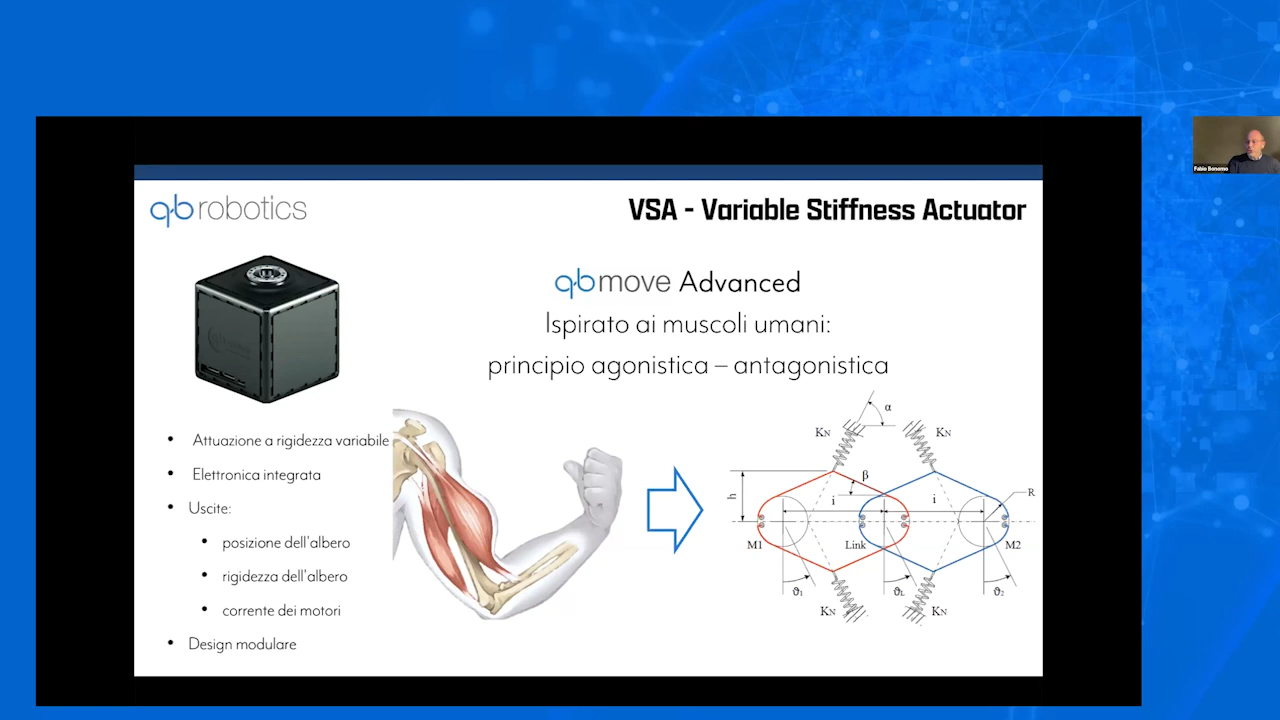 qb robotics
VSA - Variable Stiffness Actuator
qbmove Advanced
Ispirato ai muscoli umani:
principio agonistica – antagonistica
• Attuazione a rigidezza variabile
• Elettronica integrata
• Uscite:
• posizione dell'albero
• rigidezza dell'albero
• corrente dei motori
• Design modulare
α
KN
KN
β
h
i
i
R
M1
Link
M2
ϑ1
ϑL
ϑ2
KN
KN
Fabio Bonomo